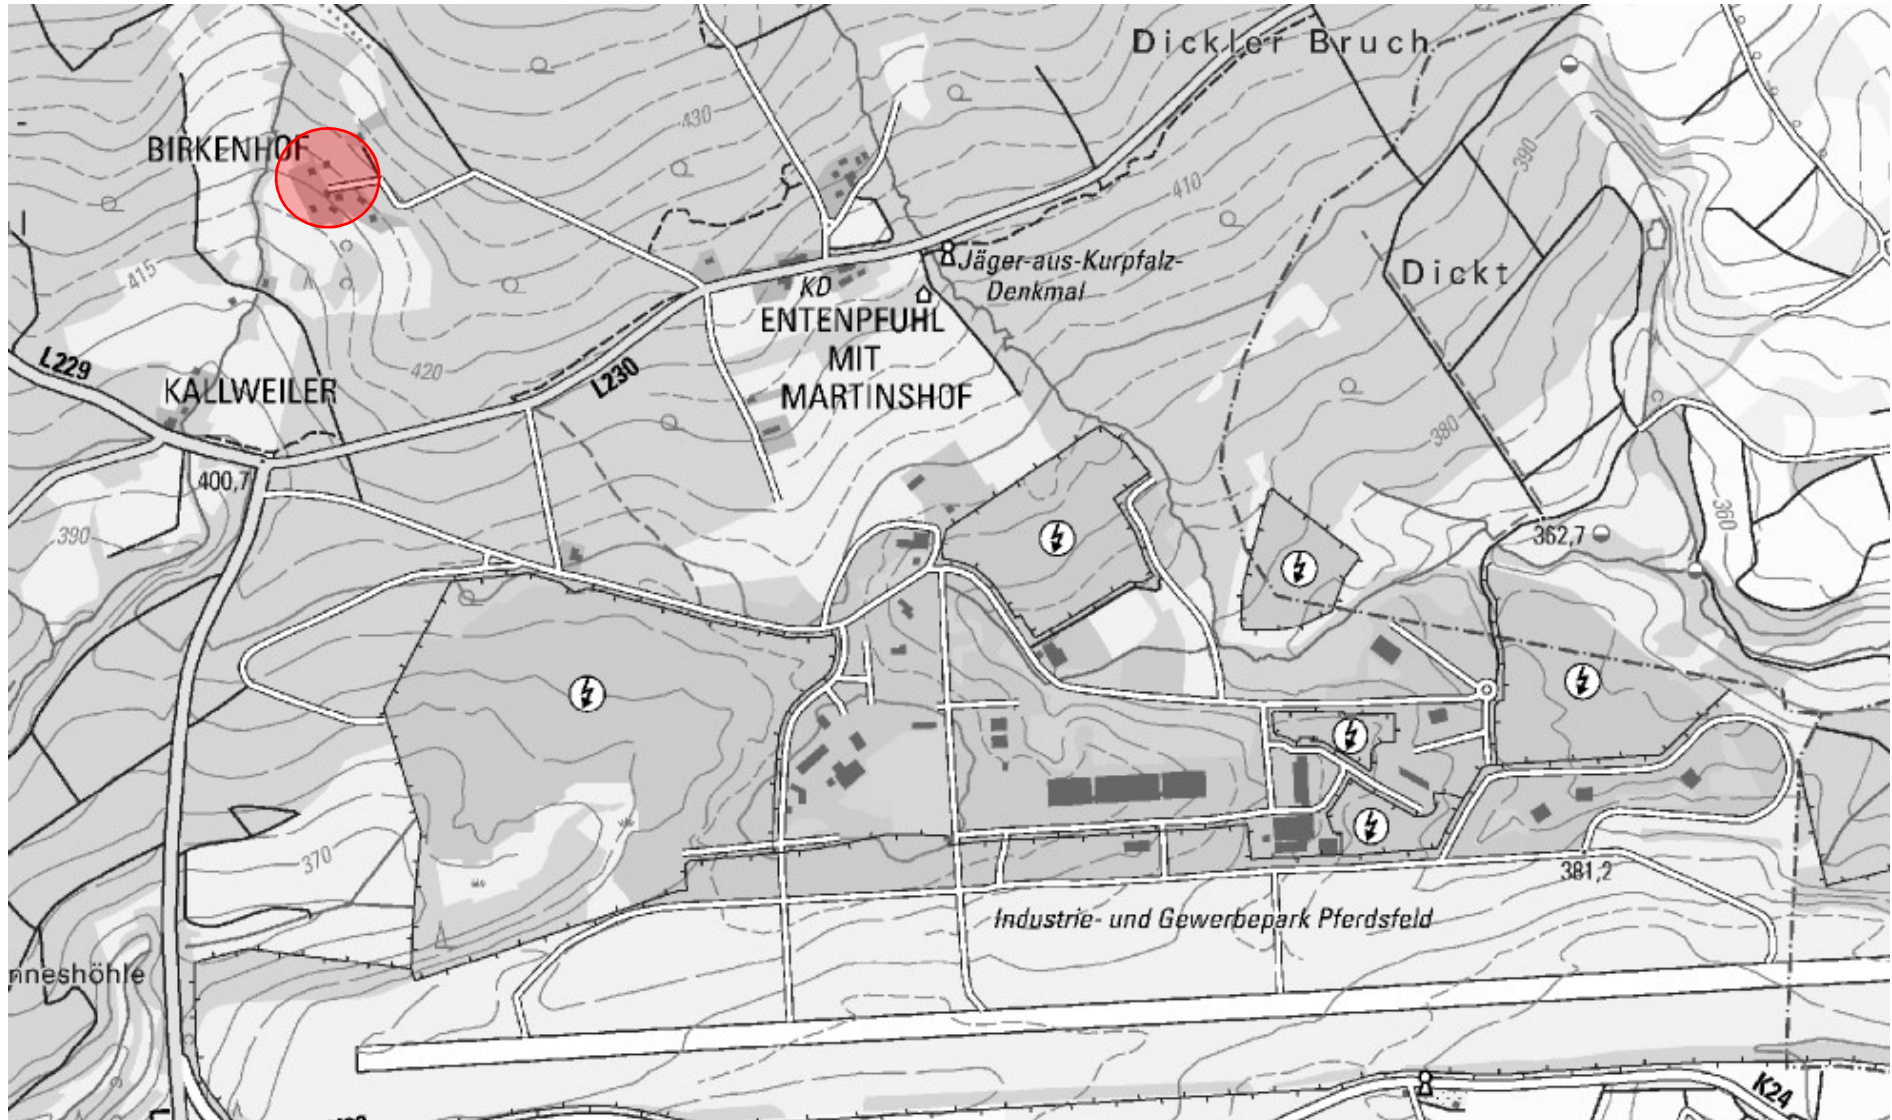 Dickler Bruch
430
BIRKENHOF
390
410
415
Jäger-aus-Kurpfalz-
Denkmal
Dickt
KD
ENTENPFUHL
MIT
MARTINSHOF
L229
L230
420
KALLWEILER
380
400,7
390
360
362,7
370
381,2
Industrie- und Gewerbepark Pferdsfeld
nneshöhle
K24